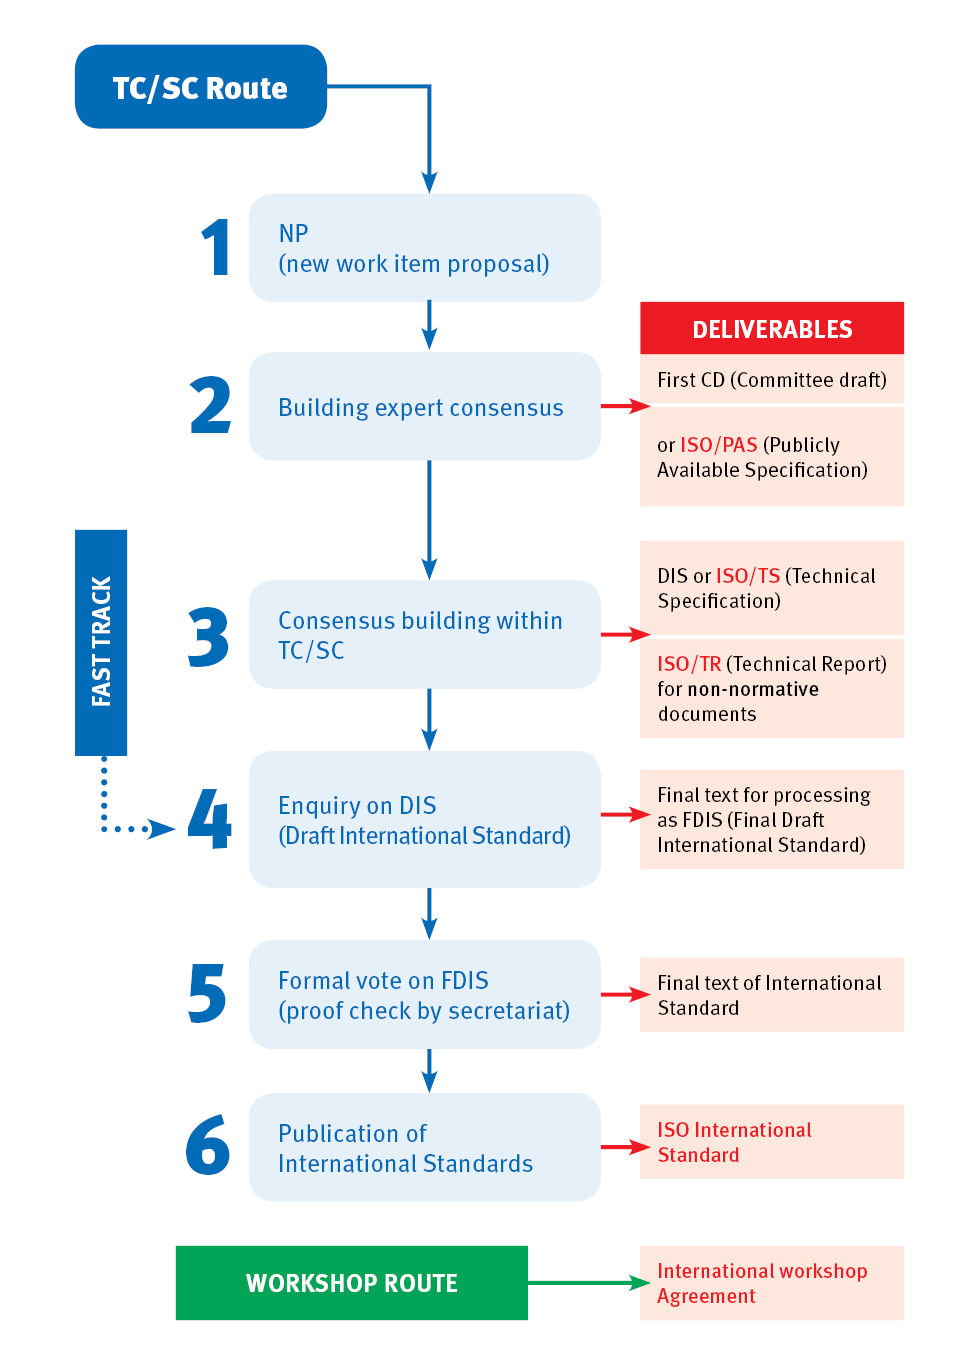 TC/SC Route
1
NP
(new work item proposal)
DELIVERABLES
2
Building expert consensus
First CD (Committee draft)
or ISO/PAS (Publicly
Available Specification)
FAST TRACK
3
Consensus building within
TC/SC
DIS or ISO/TS (Technical
Specification)
ISO/TR (Technical Report)
for non-normative
documents
4
Enquiry on DIS
(Draft International Standard)
Final text for processing
as FDIS (Final Draft
International Standard)
5
Formal vote on FDIS
(proof check by secretariat)
Final text of International
Standard
6
Publication of
International Standards
ISO International
Standard
WORKSHOP ROUTE
International workshop
Agreement